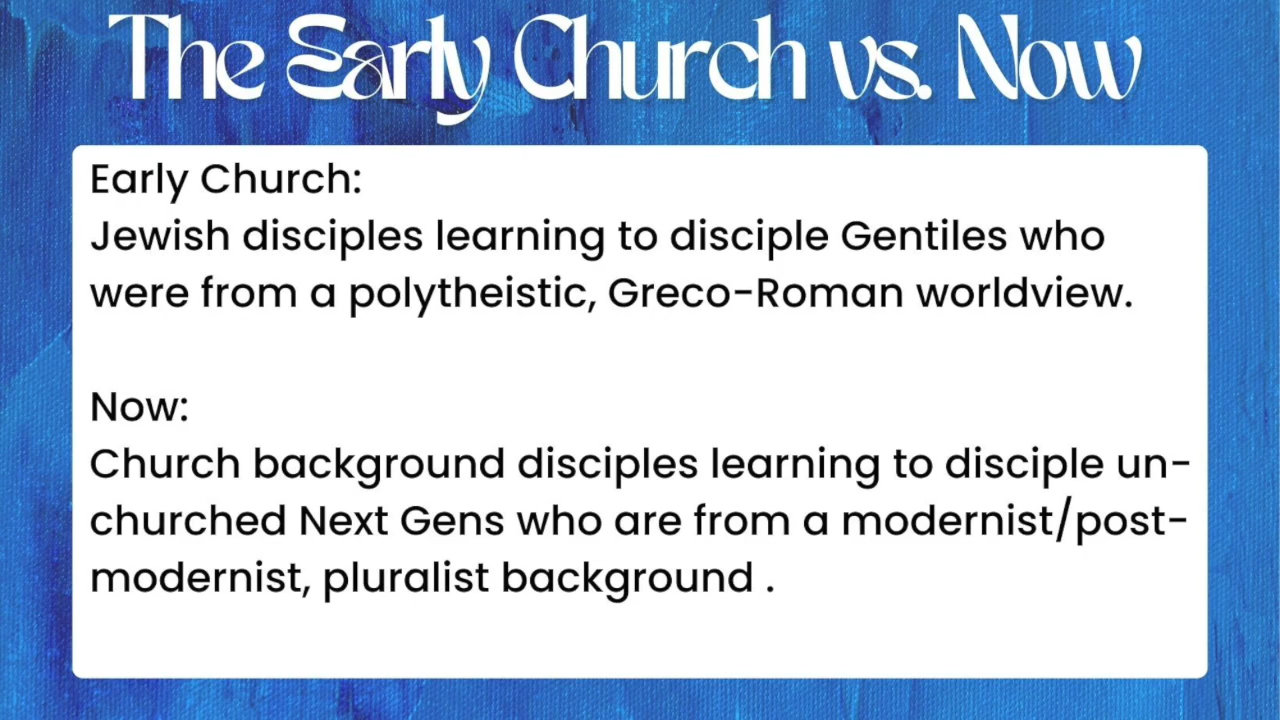 The Early Church vs. Now
Early Church:
Jewish disciples learning to disciple Gentiles who
were from a polytheistic, Greco-Roman worldview.
Now:
Church background disciples learning to disciple un-
churched Next Gens who are from a modernist/post-
modernist, pluralist background .